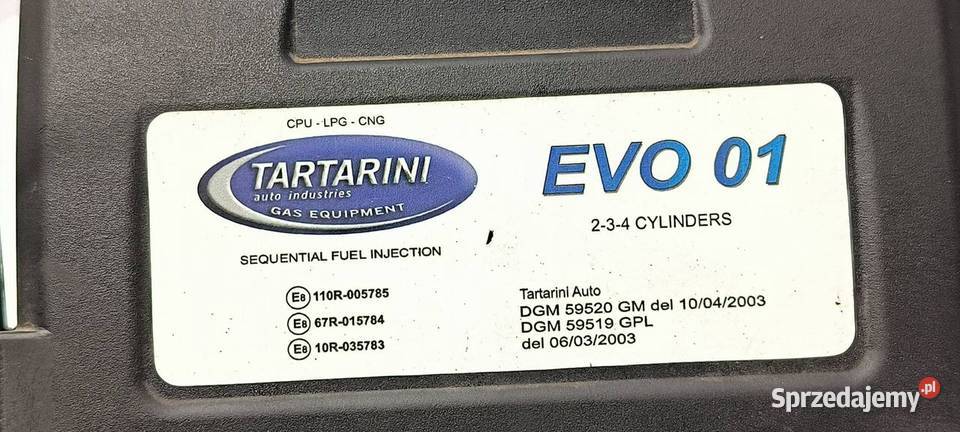 CPU - LPG - CNG
TARTARINI
auto industries
GAS EQUIPMENT
SEQUENTIAL FUEL INJECTION
E8 110R-005785
E8 67R-015784
E8 10R-035783
EVO 01
2-3-4 CYLINDERS
Tartarini Auto
DGM 59520 GM del 10/04/2003
DGM 59519 GPL
del 06/03/2003
Sprzedajemy.pl